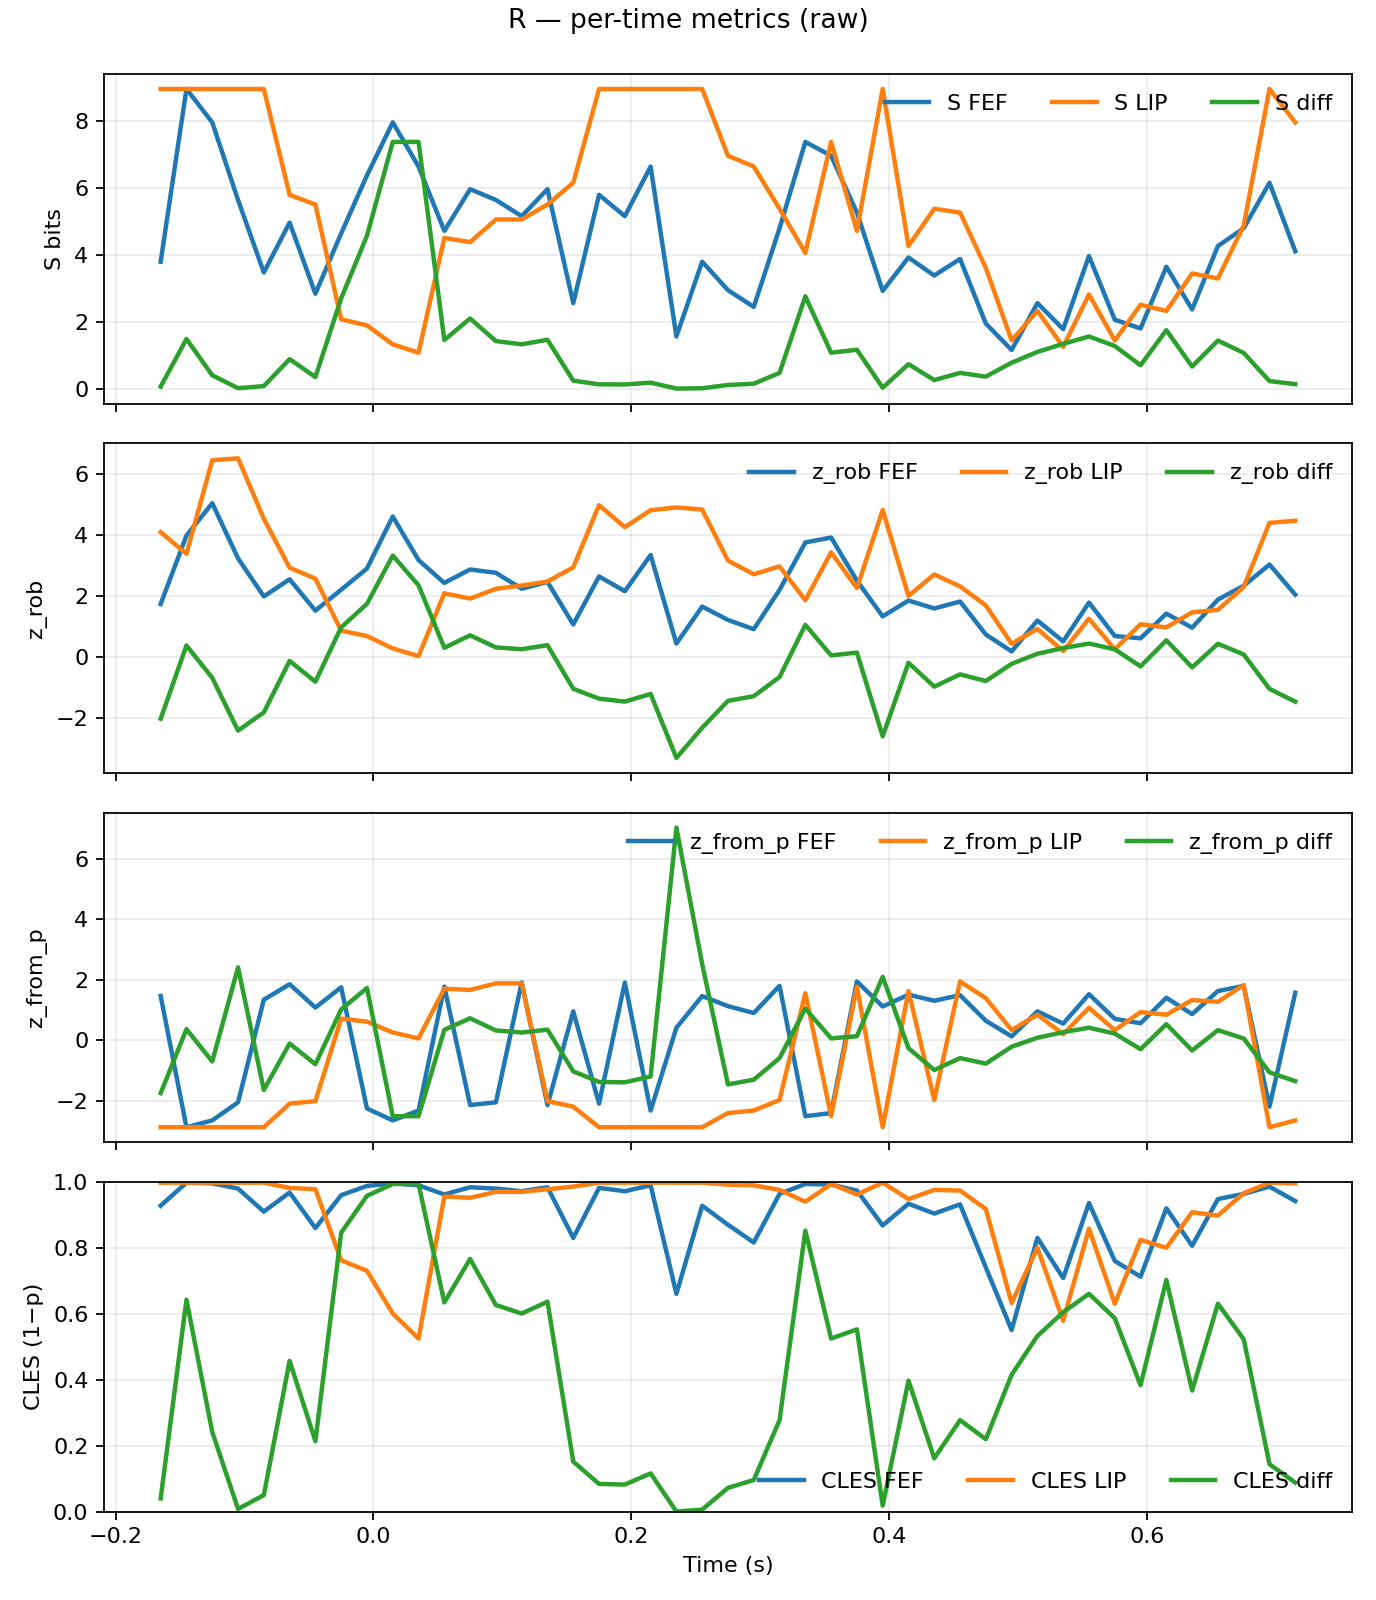 R — per-time metrics (raw)
S bits
8
6
4
2
0
S FEF S LIP S diff
z_rob
6
4
2
0
−2
z_rob FEF z_rob LIP z_rob diff
z_from_p
6
4
2
0
−2
z_from_p FEF z_from_p LIP z_from_p diff
CLES (1−p)
1.0
0.8
0.6
0.4
0.2
0.0
CLES FEF CLES LIP CLES diff
−0.2 0.0 0.2 0.4 0.6
Time (s)